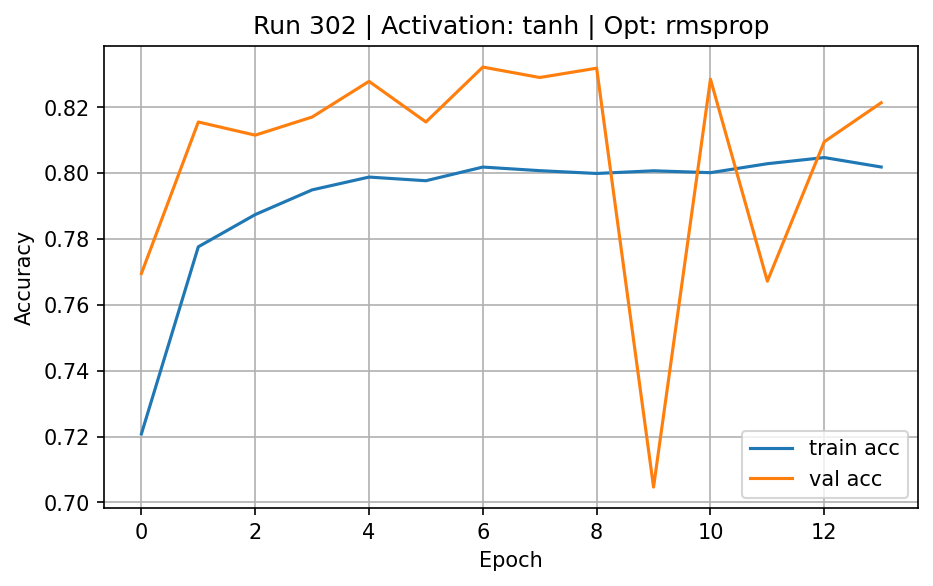 Run 302 | Activation: tanh | Opt: rmsprop
Accuracy
0.82
0.80
0.78
0.76
0.74
0.72
0.70
train acc
val acc
0 2 4 6 8 10 12
Epoch